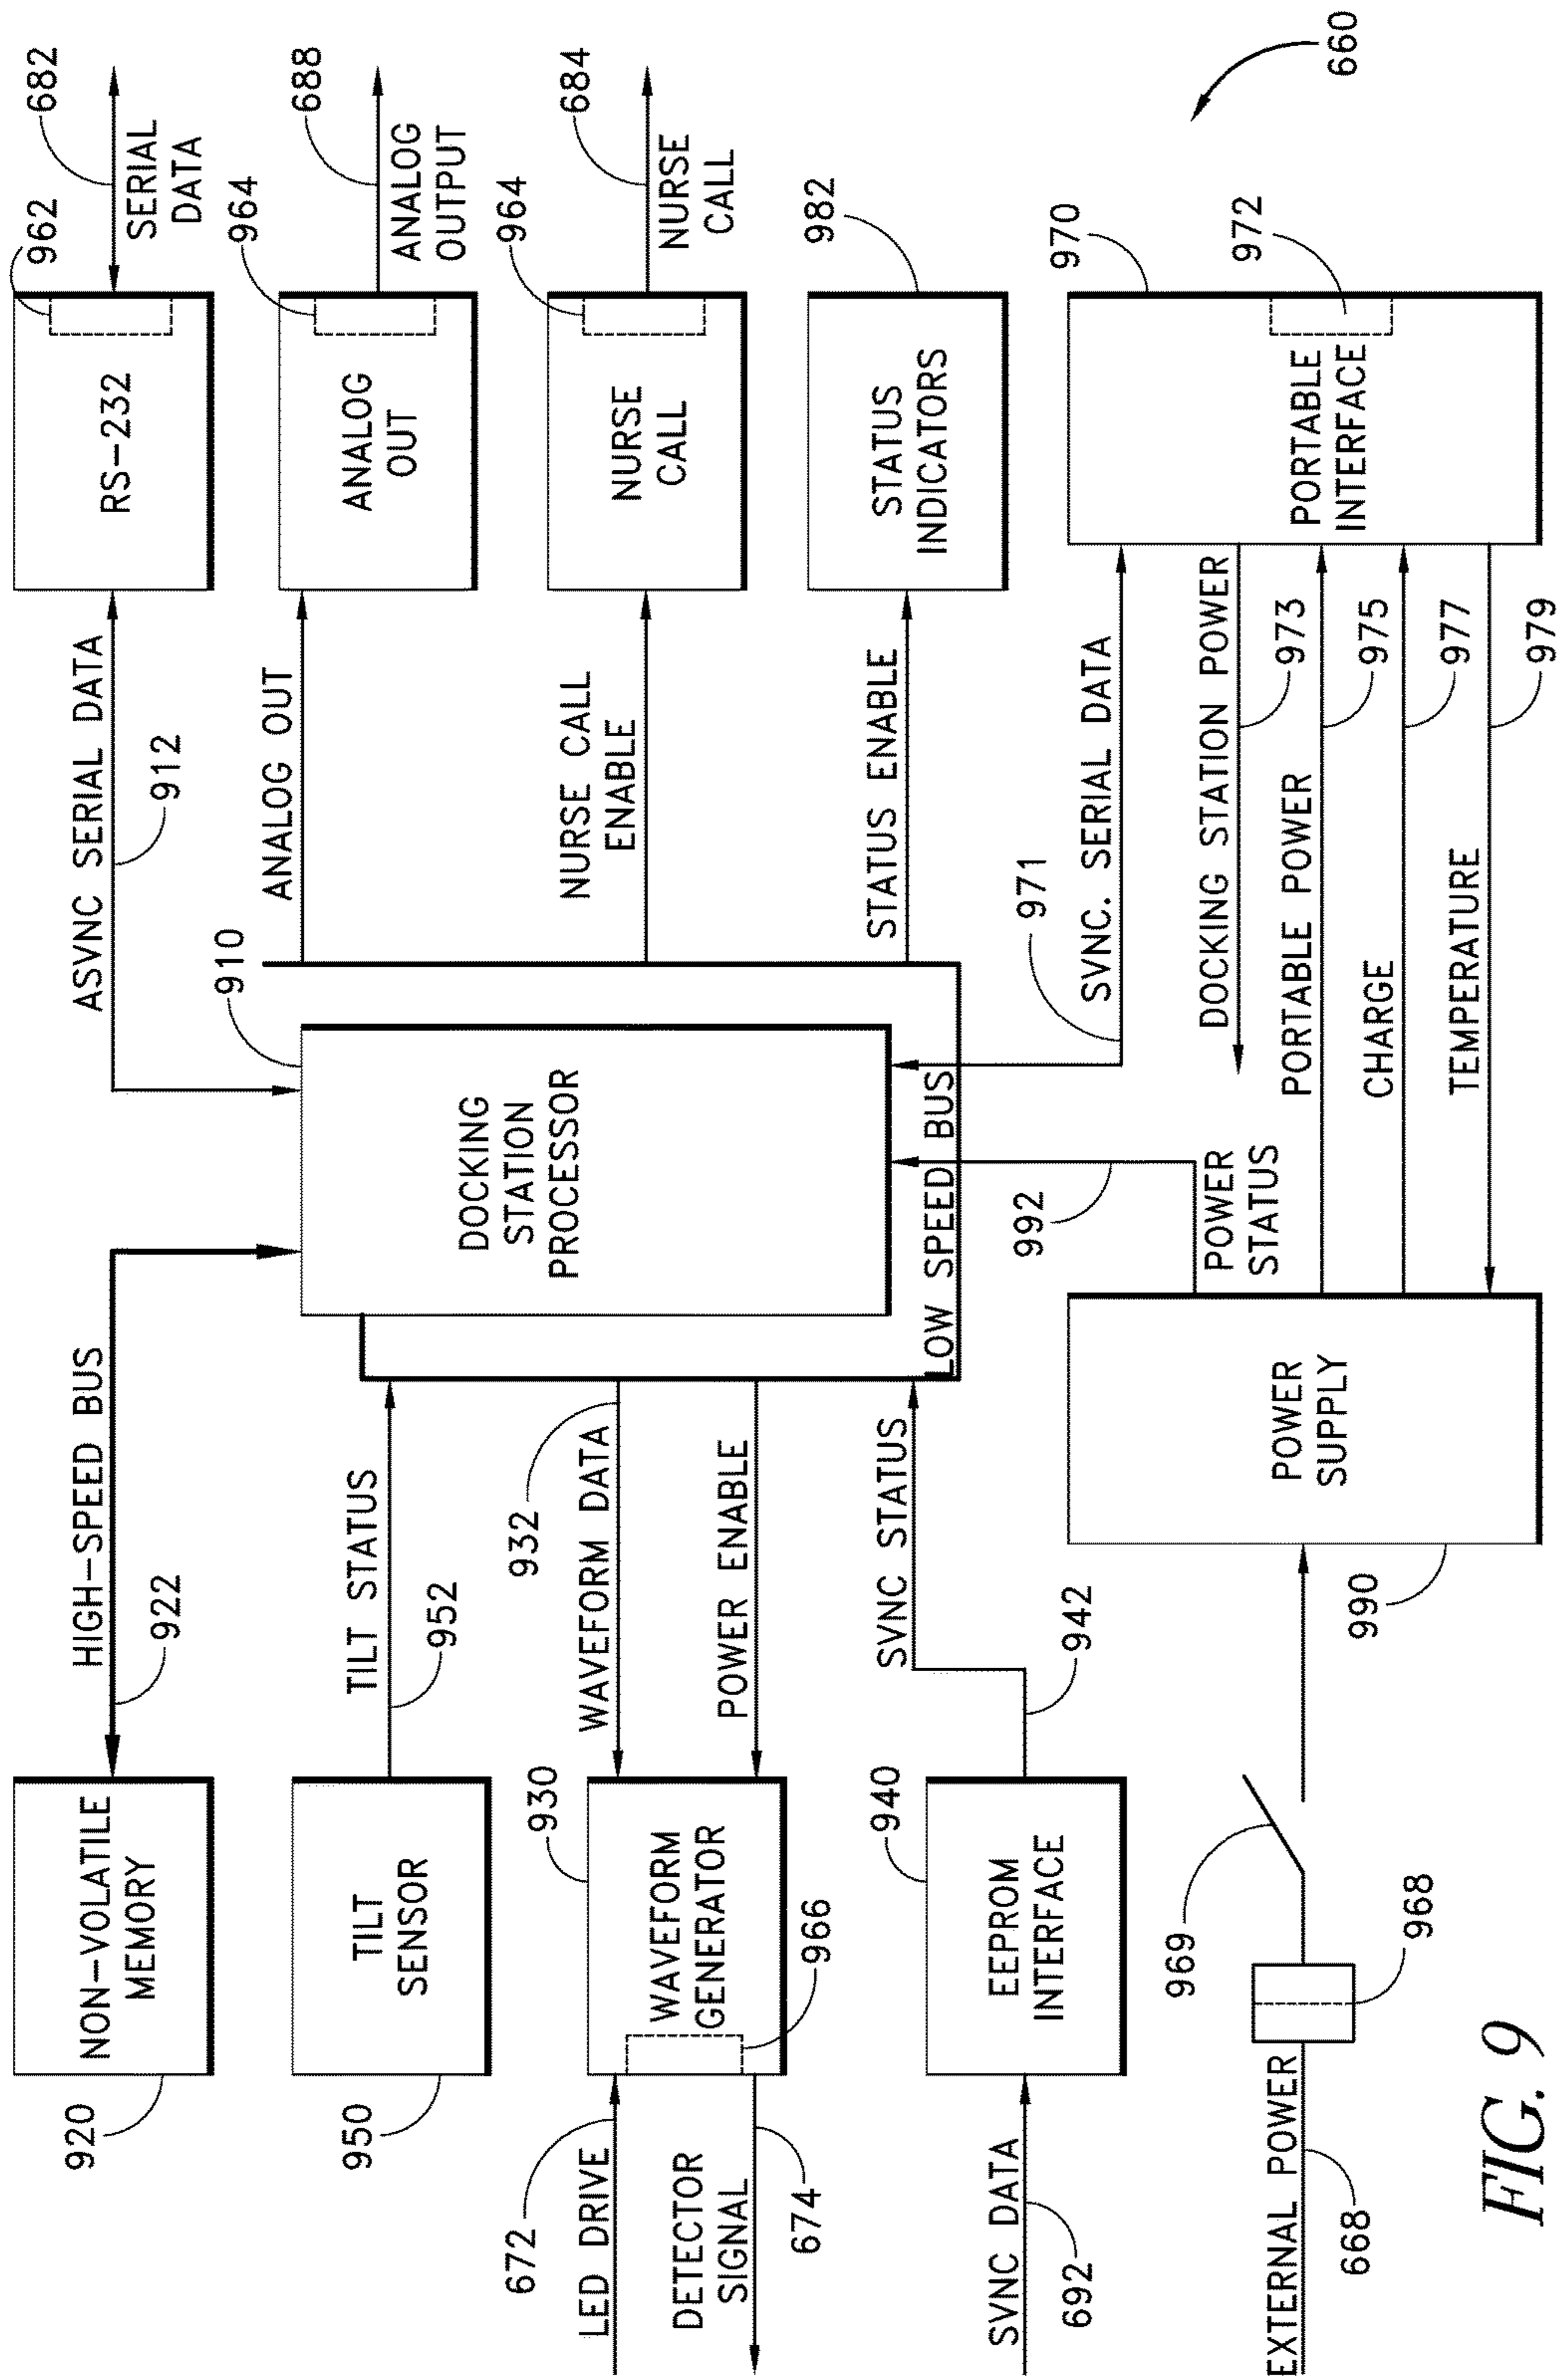 HIGH-SPEED BUS
922
NON-VOLATILE
MEMORY
920
ASVNC SERIAL DATA
912
RS-232
962
682
SERIAL
DATA
TILT STATUS
952
TILT
SENSOR
950
910
DOCKING
STATION
PROCESSOR
ANALOG OUT
ANALOG
OUT
964
688
ANALOG
OUTPUT
672
LED DRIVE
930
WAVEFORM
GENERATOR
966
932
WAVEFORM DATA
POWER ENABLE
DETECTOR
SIGNAL
674
NURSE CALL
ENABLE
NURSE
CALL
964
684
NURSE
CALL
SVNC DATA
692
940
EEPROM
INTERFACE
942
SVNC STATUS
LOW SPEED BUS
STATUS ENABLE
STATUS
INDICATORS
982
EXTERNAL POWER
668
968
969
POWER
SUPPLY
990
992
POWER
STATUS
971
SVNC. SERIAL DATA
DOCKING STATION POWER
973
PORTABLE POWER
975
CHARGE
977
TEMPERATURE
979
PORTABLE
INTERFACE
970
972
660
FIG. 9